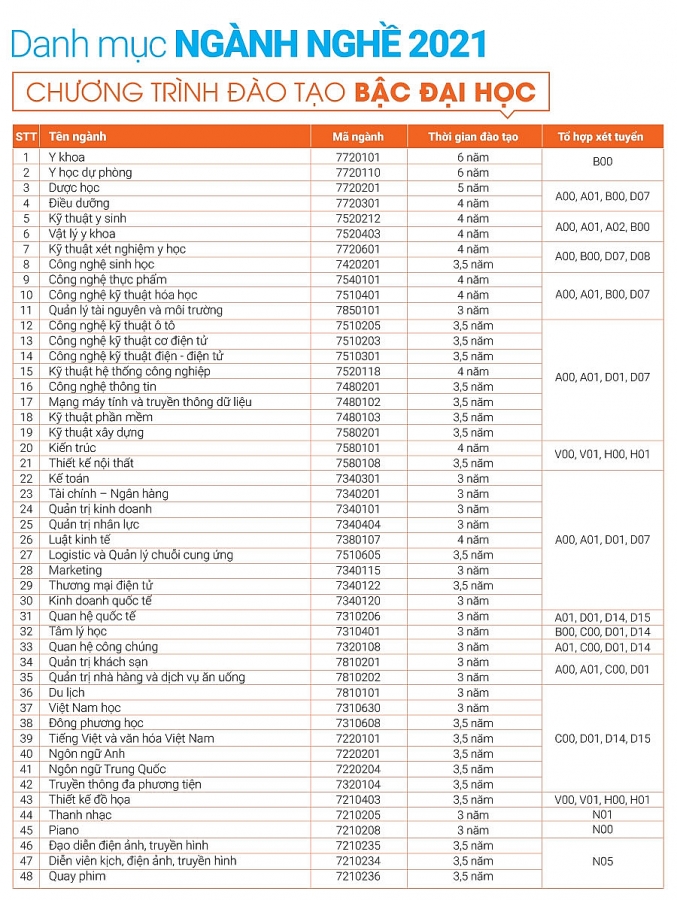 Danh mục NGÀNH NGHỀ 2021
CHƯƠNG TRÌNH ĐÀO TẠO BẬC ĐẠI HỌC
STT Tên ngành Mã ngành Thời gian đào tạo Tổ hợp xét tuyển
1 Y khoa 7720101 6 năm B00
2 Y học dự phòng 7720110 6 năm
3 Dược học 7720201 5 năm A00, A01, B00, D07
4 Điều dưỡng 7720301 4 năm
5 Kỹ thuật y sinh 7520212 4 năm A00, A01, A02, B00
6 Vật lý y khoa 7520403 4 năm
7 Kỹ thuật xét nghiệm y học 7720601 4 năm A00, B00, D07, D08
8 Công nghệ sinh học 7420201 3,5 năm
9 Công nghệ thực phẩm 7540101 4 năm A00, A01, B00, D07
10 Công nghệ kỹ thuật hóa học 7510401 4 năm
11 Quản lý tài nguyên và môi trường 7850101 3 năm
12 Công nghệ kỹ thuật ô tô 7510205 3,5 năm A00, A01, D01, D07
13 Công nghệ kỹ thuật cơ điện tử 7510203 3,5 năm
14 Công nghệ kỹ thuật điện - điện tử 7510301 3,5 năm
15 Kỹ thuật hệ thống công nghiệp 7520118 4 năm
16 Công nghệ thông tin 7480201 3,5 năm
17 Mạng máy tính và truyền thông dữ liệu 7480102 3,5 năm
18 Kỹ thuật phần mềm 7480103 3,5 năm
19 Kỹ thuật xây dựng 7580201 3,5 năm
20 Kiến trúc 7580101 4 năm V00, V01, H00, H01
21 Thiết kế nội thất 7580108 3,5 năm
22 Kế toán 7340301 3 năm A00, A01, D01, D07
23 Tài chính – Ngân hàng 7340201 3 năm
24 Quản trị kinh doanh 7340101 3 năm
25 Quản trị nhân lực 7340404 3 năm
26 Luật kinh tế 7380107 4 năm
27 Logistic và Quản lý chuỗi cung ứng 7510605 3,5 năm
28 Marketing 7340115 3 năm
29 Thương mại điện tử 7340122 3,5 năm
30 Kinh doanh quốc tế 7340120 3 năm
31 Quan hệ quốc tế 7310206 3 năm A01, D01, D14, D15
32 Tâm lý học 7310401 3 năm B00, C00, D01, D14
33 Quan hệ công chúng 7320108 3 năm A01, C00, D01, D14
34 Quản trị khách sạn 7810201 3 năm A00, A01, C00, D01
35 Quản trị nhà hàng và dịch vụ ăn uống 7810202 3 năm
36 Du lịch 7810101 3 năm C00, D01, D14, D15
37 Việt Nam học 7310630 3 năm
38 Đông phương học 7310608 3,5 năm
39 Tiếng Việt và văn hóa Việt Nam 7220101 3,5 năm
40 Ngôn ngữ Anh 7220201 3,5 năm
41 Ngôn ngữ Trung Quốc 7220204 3,5 năm
42 Truyền thông đa phương tiện 7320104 3,5 năm
43 Thiết kế đồ họa 7210403 3,5 năm V00, V01, H00, H01
44 Thanh nhạc 7210205 3 năm N01
45 Piano 7210208 3 năm N00
46 Đạo diễn điện ảnh, truyền hình 7210235 3,5 năm N05
47 Diễn viên kịch, điện ảnh, truyền hình 7210234 3,5 năm
48 Quay phim 7210236 3,5 năm